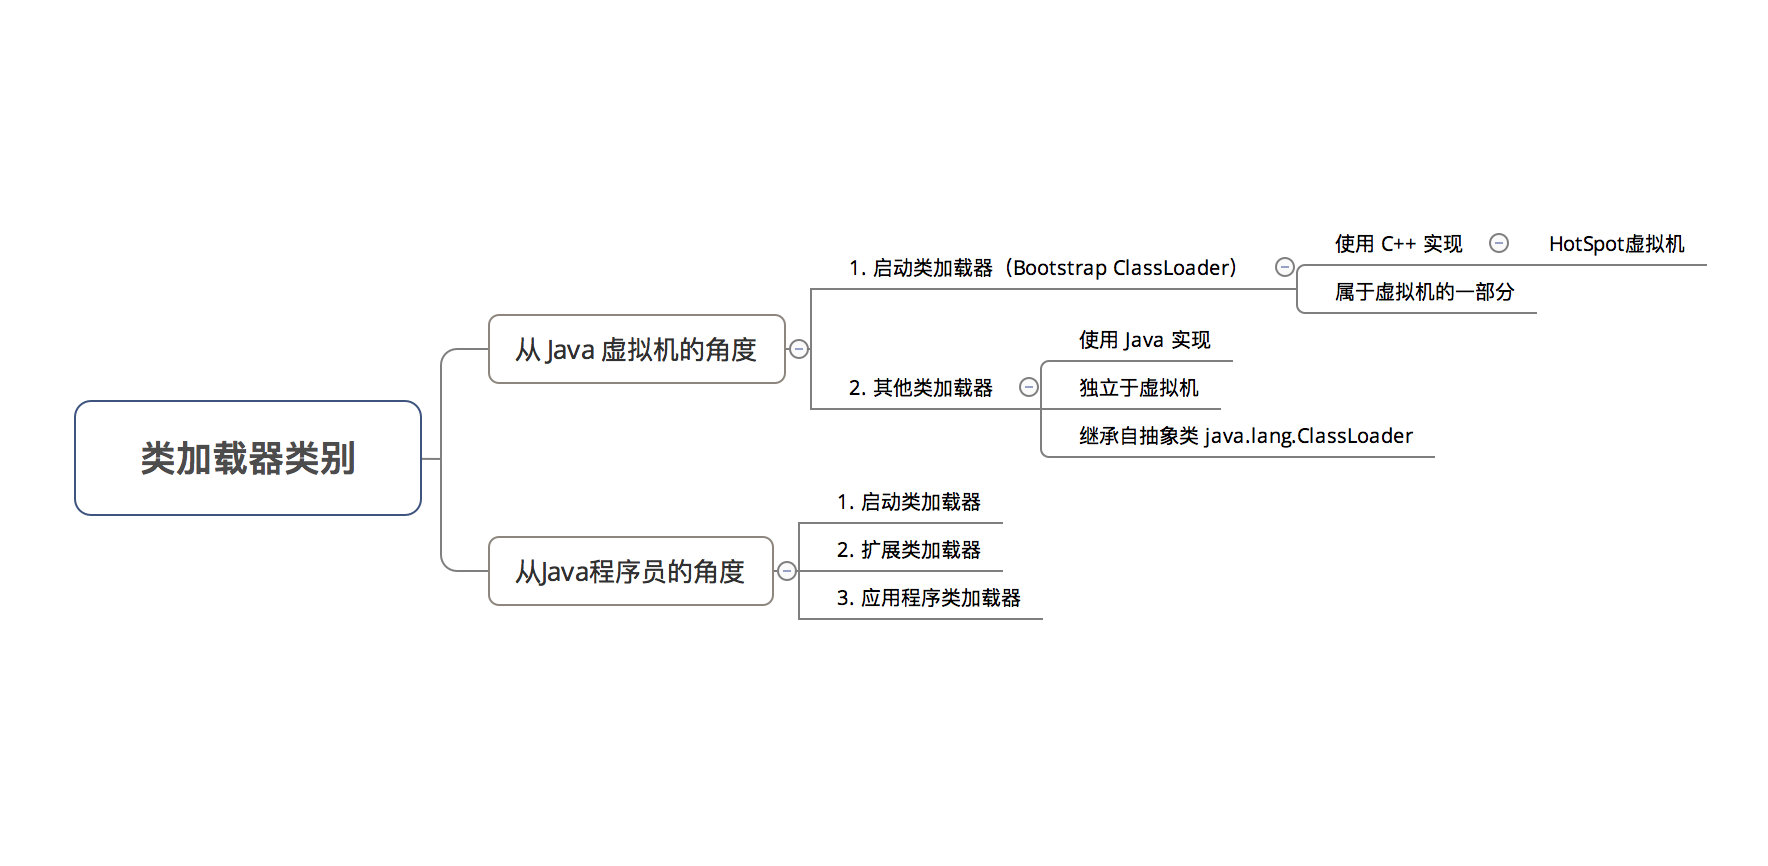 类加载器类别
从 Java 虚拟机的角度
1. 启动类加载器（Bootstrap ClassLoader）
使用 C++ 实现
HotSpot虚拟机
属于虚拟机的一部分
2. 其他类加载器
使用 Java 实现
独立于虚拟机
继承自抽象类 java.lang.ClassLoader
从Java程序员的角度
1. 启动类加载器
2. 扩展类加载器
3. 应用程序类加载器